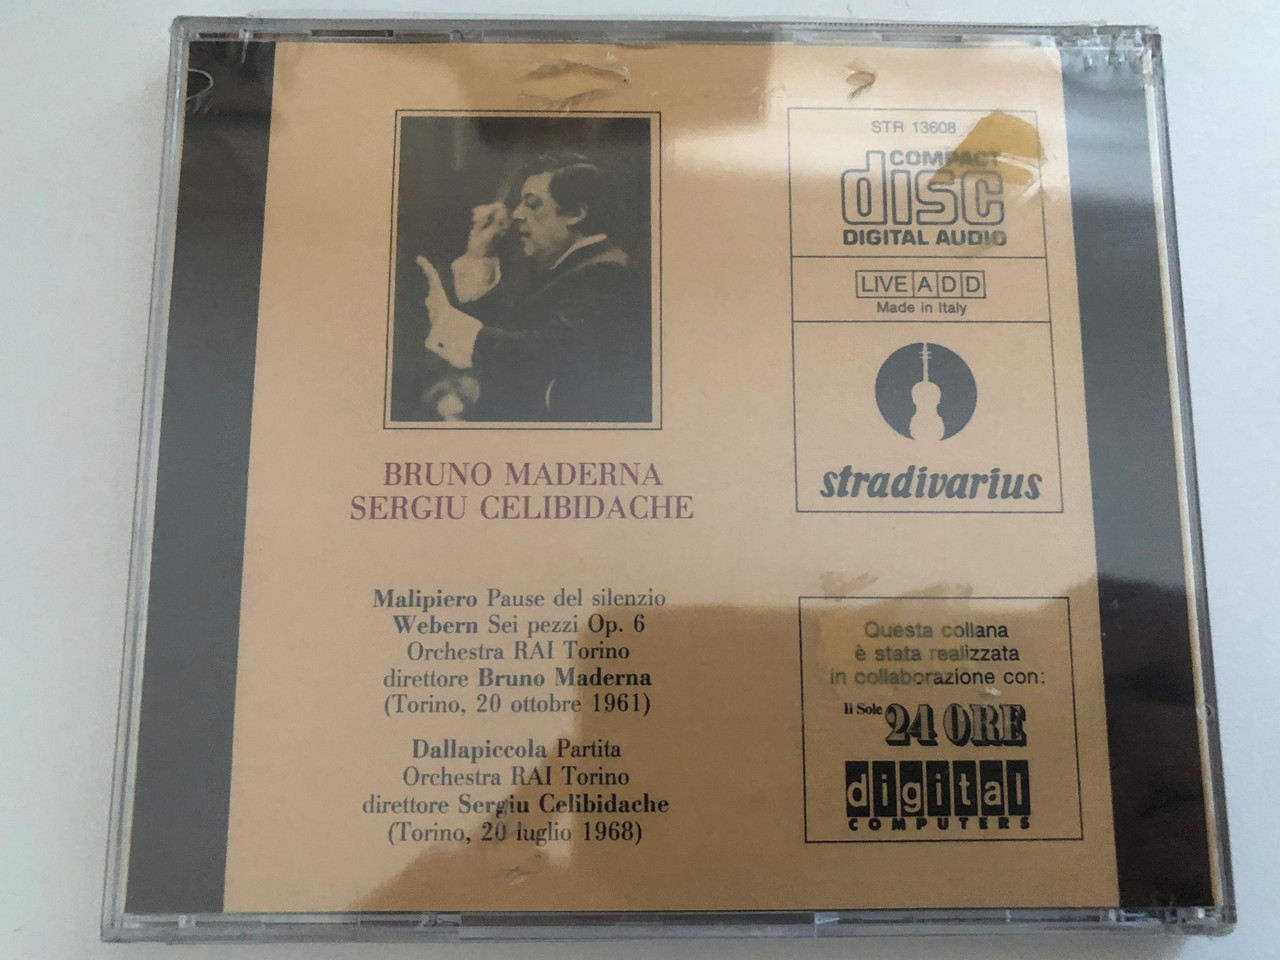 STR 13608
COMPACT
disc
DIGITAL AUDIO
LIVE A D D
Made in Italy
stradivarius
BRUNO MADERNA
SERGIU CELIBIDACHE
Malipiero Pause del silenzio
Webern Sei pezzi Op. 6
Orchestra RAI Torino
direttore Bruno Maderna
(Torino, 20 ottobre 1961)
Dallapiccola Partita
Orchestra RAI Torino
direttore Sergiu Celibidache
(Torino, 20 luglio 1968)
Questa collana
è stata realizzata
in collaborazione con:
Il Sole 24 ORE
digital
COMPUTERS